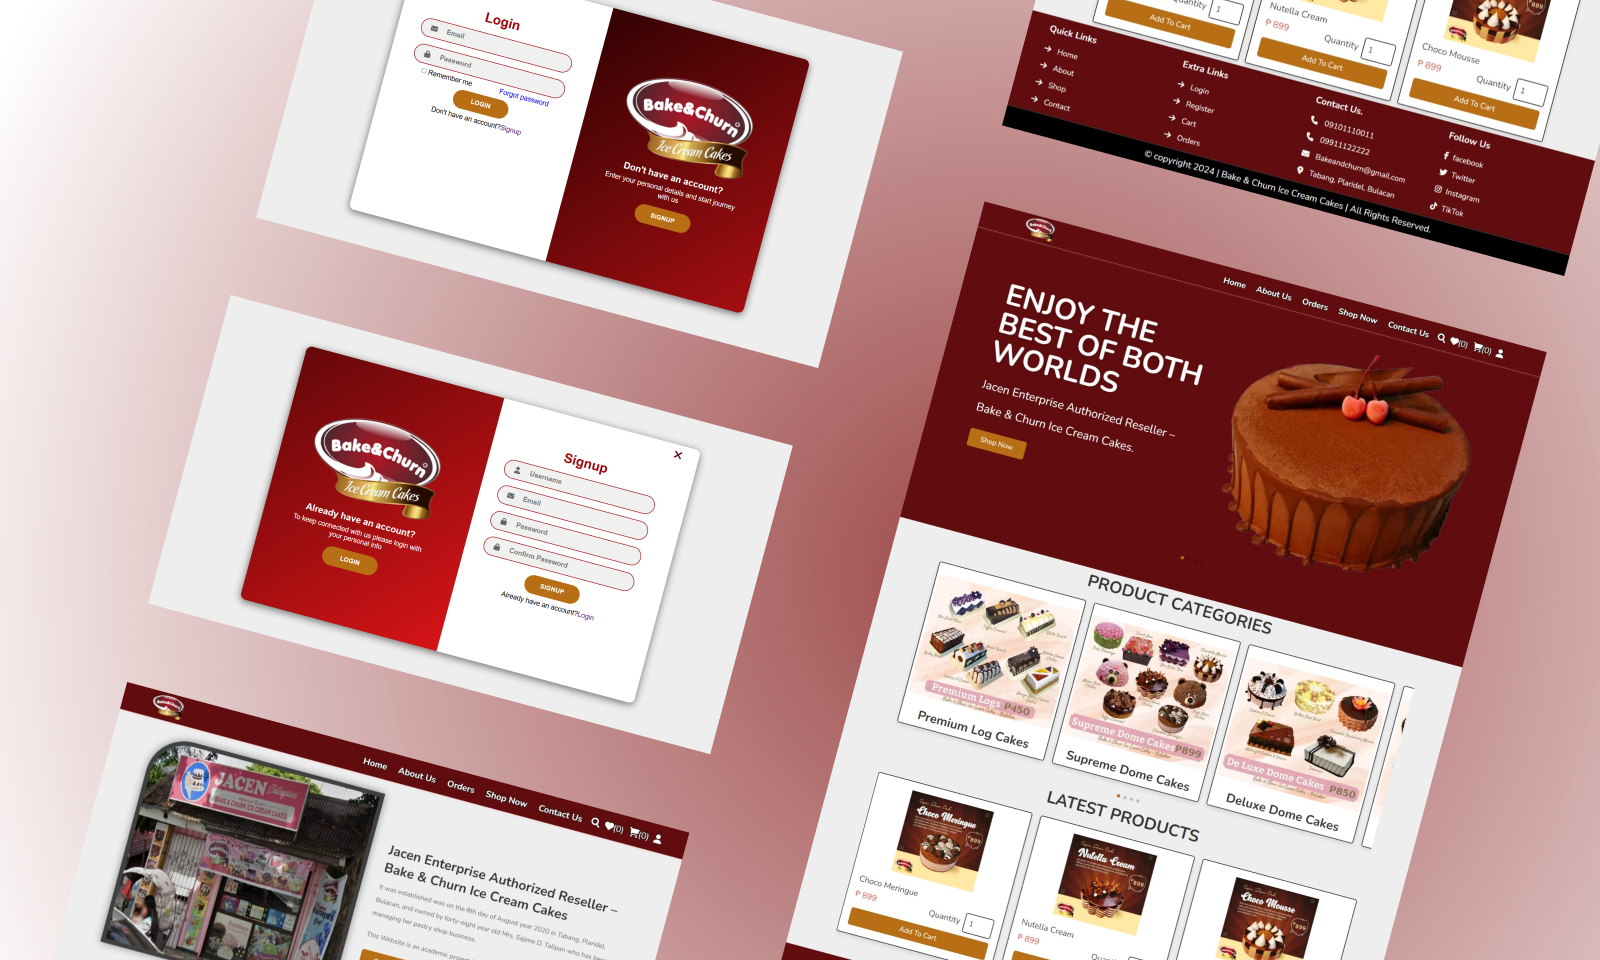 Login
Email
Password
Remember me
Forgot password
LOGIN
Don't have an account?Signup
Bake&Churn
Ice Cream Cakes
Don't have an account?
Enter your personal details and start journey
with us
SIGNUP
Bake&Churn
Ice Cream Cakes
Already have an account?
To keep connected with us please login with
your personal info
LOGIN
Signup
Username
Email
Password
Confirm Password
SIGNUP
Already have an account?Login
Bake&Churn
Home
About Us
Orders
Shop Now
Contact Us
(0)
(0)
JACEN
BAKE & CHURN ICE CREAM CAKES
Jacen Enterprise Authorized Reseller –
Bake & Churn Ice Cream Cakes
It was established was on the 8th day of August year 2020 in Tabang, Plaridel,
Bulacan, and owned by forty-eight year old Mrs. Sajime D. Talipan who has been
managing her pastry shop business.
This Website is an academic project
Quantity
1
Add To Cart
Nutella Cream
₱ 899
Quantity
1
Add To Cart
₱899
Choco Mousse
₱ 899
Quantity
1
Add To Cart
Quick Links
Home
About
Shop
Contact
Extra Links
Login
Register
Cart
Orders
Contact Us.
09101110011
09911122222
Bakeandchurn@gmail.com
Tabang, Plaridel, Bulacan
Follow Us
facebook
Twitter
Instagram
TikTok
© copyright 2024 | Bake & Churn Ice Cream Cakes | All Rights Reserved.
Bake&Churn
Home
About Us
Orders
Shop Now
Contact Us
(0)
(0)
ENJOY THE
BEST OF BOTH
WORLDS
Jacen Enterprise Authorized Reseller –
Bake & Churn Ice Cream Cakes.
Shop Now
PRODUCT CATEGORIES
Premium Logs ₱450
Premium Log Cakes
Supreme Dome Cakes ₱899
Supreme Dome Cakes
De Luxe Dome Cakes ₱850
Deluxe Dome Cakes
LATEST PRODUCTS
Choco Meringue
₱899
Choco Meringue
₱ 899
Quantity
1
Add To Cart
Nutella Cream
₱899
Nutella Cream
₱ 899
Choco Mousse
₱899